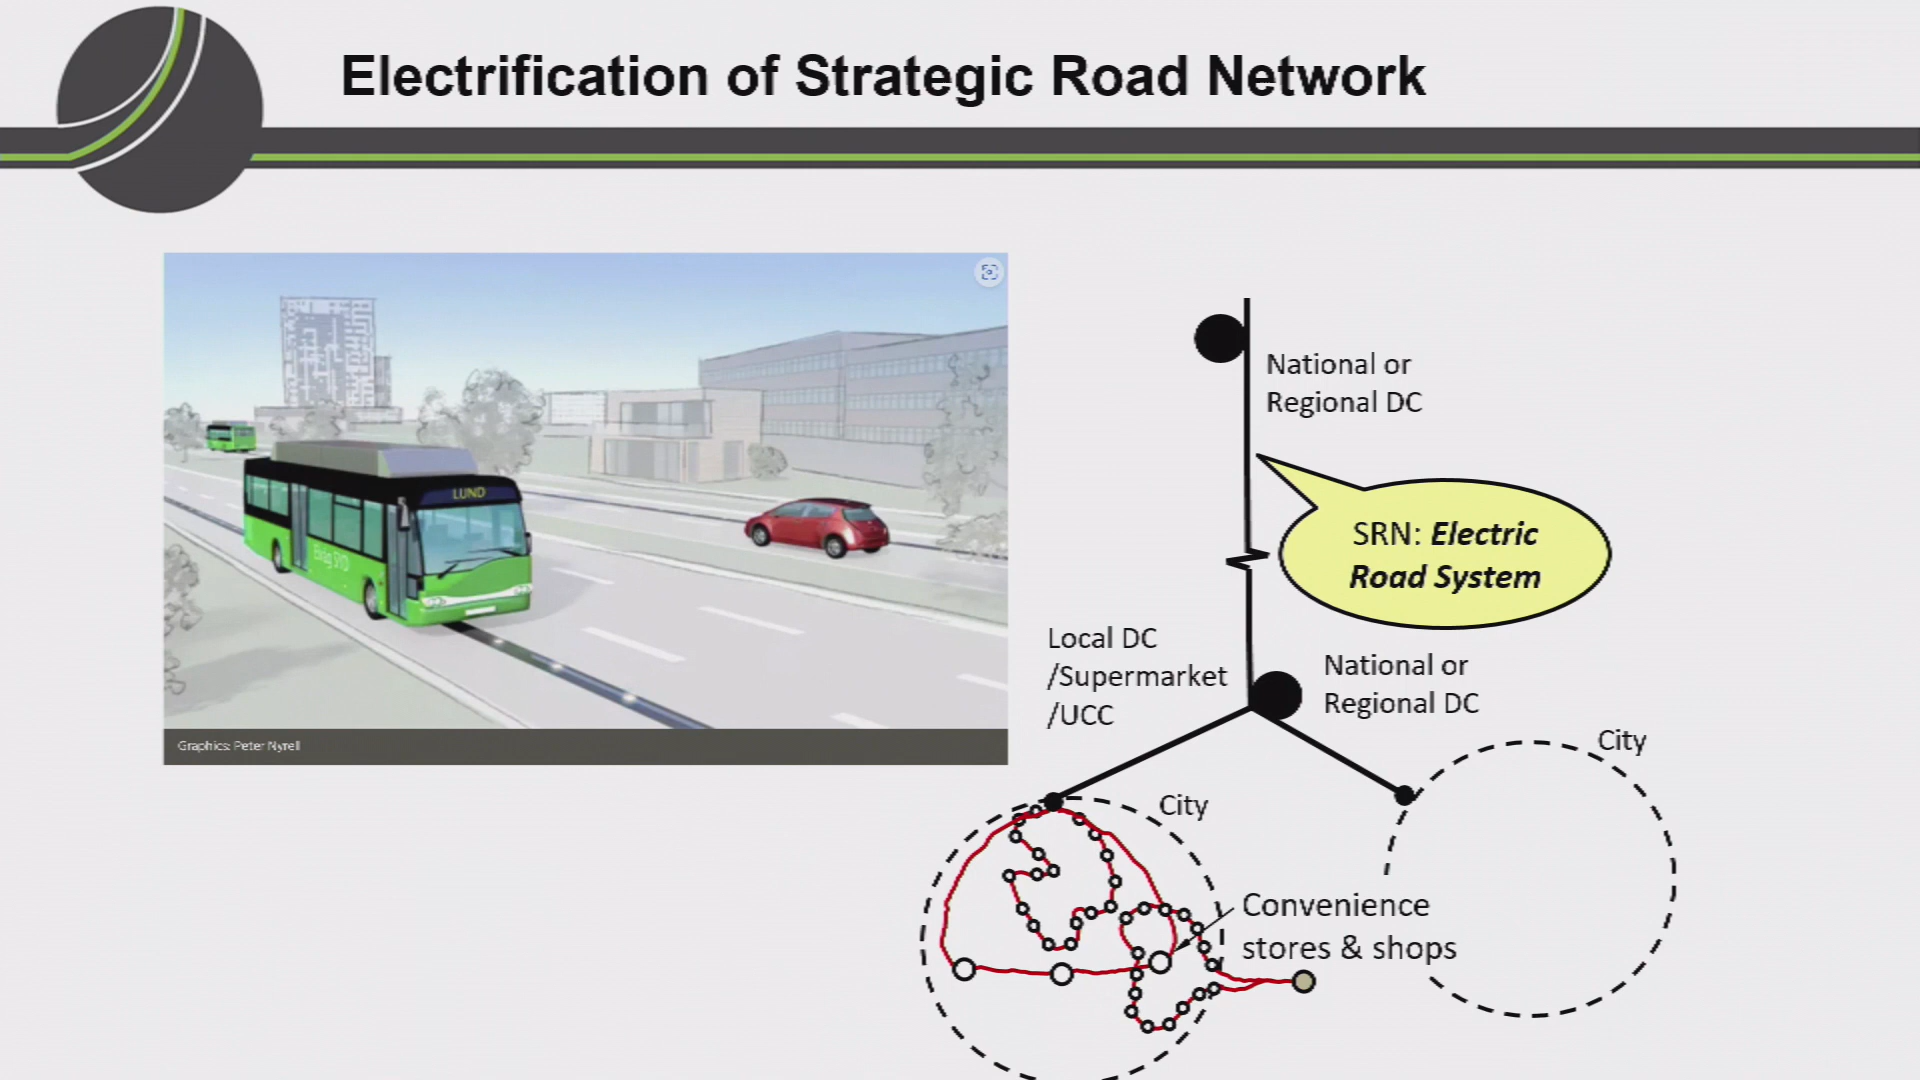 Electrification of Strategic Road Network
LUND
Graphics: Peter Nyrell
National or
Regional DC
SRN: Electric
Road System
Local DC
/Supermarket
/UCC
National or
Regional DC
City
City
Convenience
stores & shops